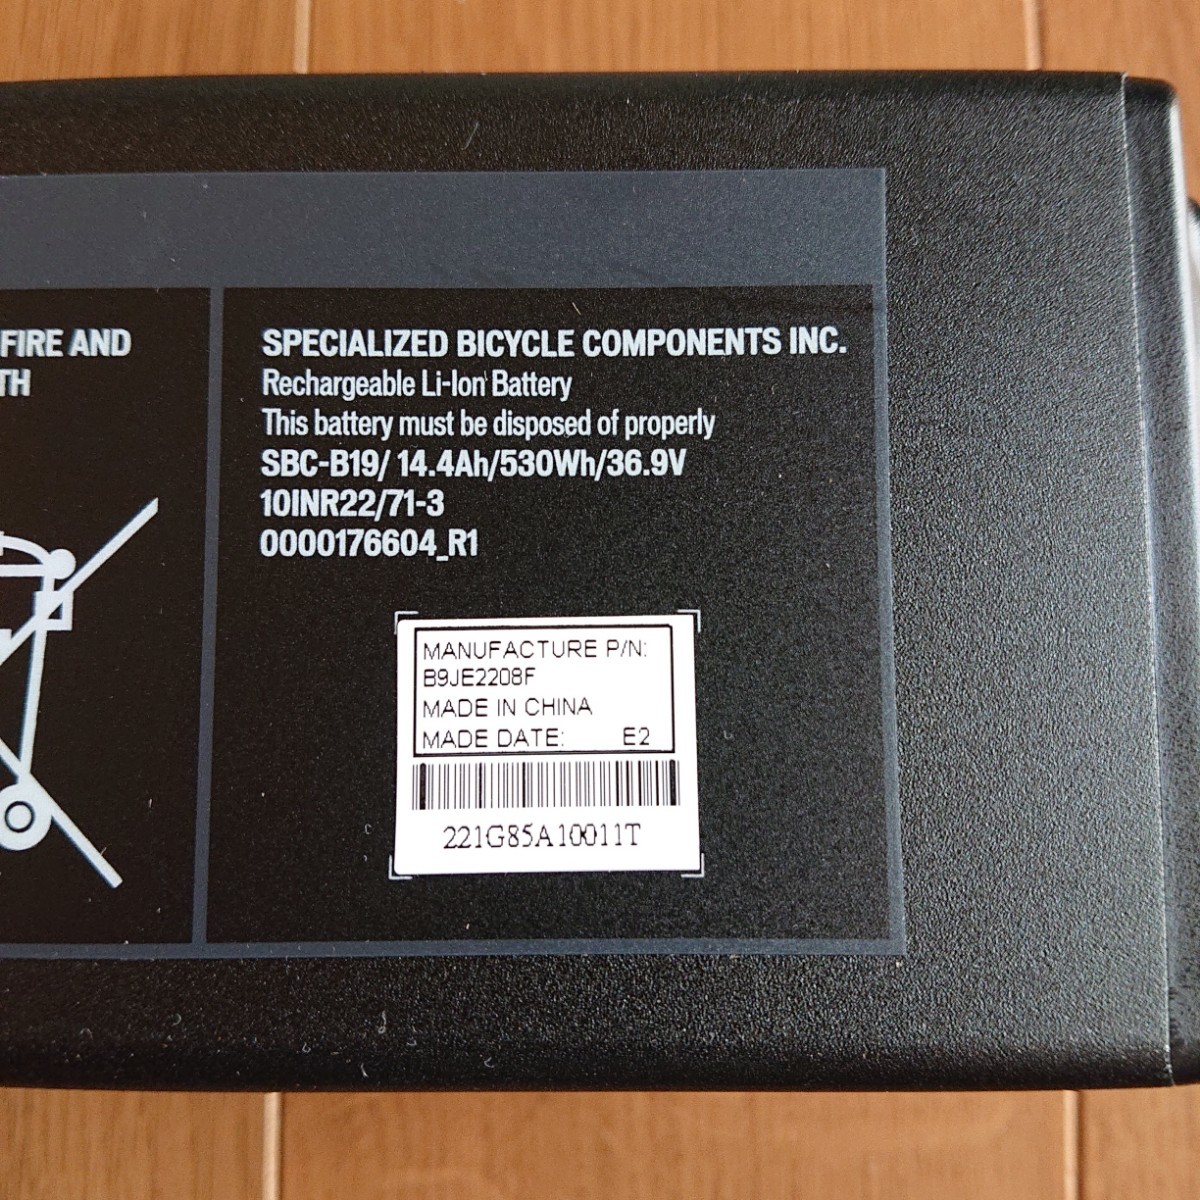 FIRE AND
TH
SPECIALIZED BICYCLE COMPONENTS INC.
Rechargeable Li-Ion Battery
This battery must be disposed of properly
SBC-B19/ 14.4Ah/530Wh/36.9V
10INR22/71-3
0000176604_R1
MANUFACTURE P/N:
B9JE2208F
MADE IN CHINA
MADE DATE: E2
221G85A10011T